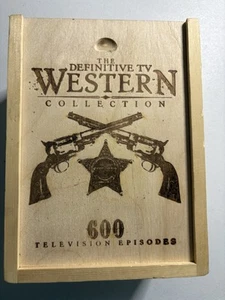 THE
DEFINITIVE TV
WESTERN
COLLECTION
600
TELEVISION EPISODES